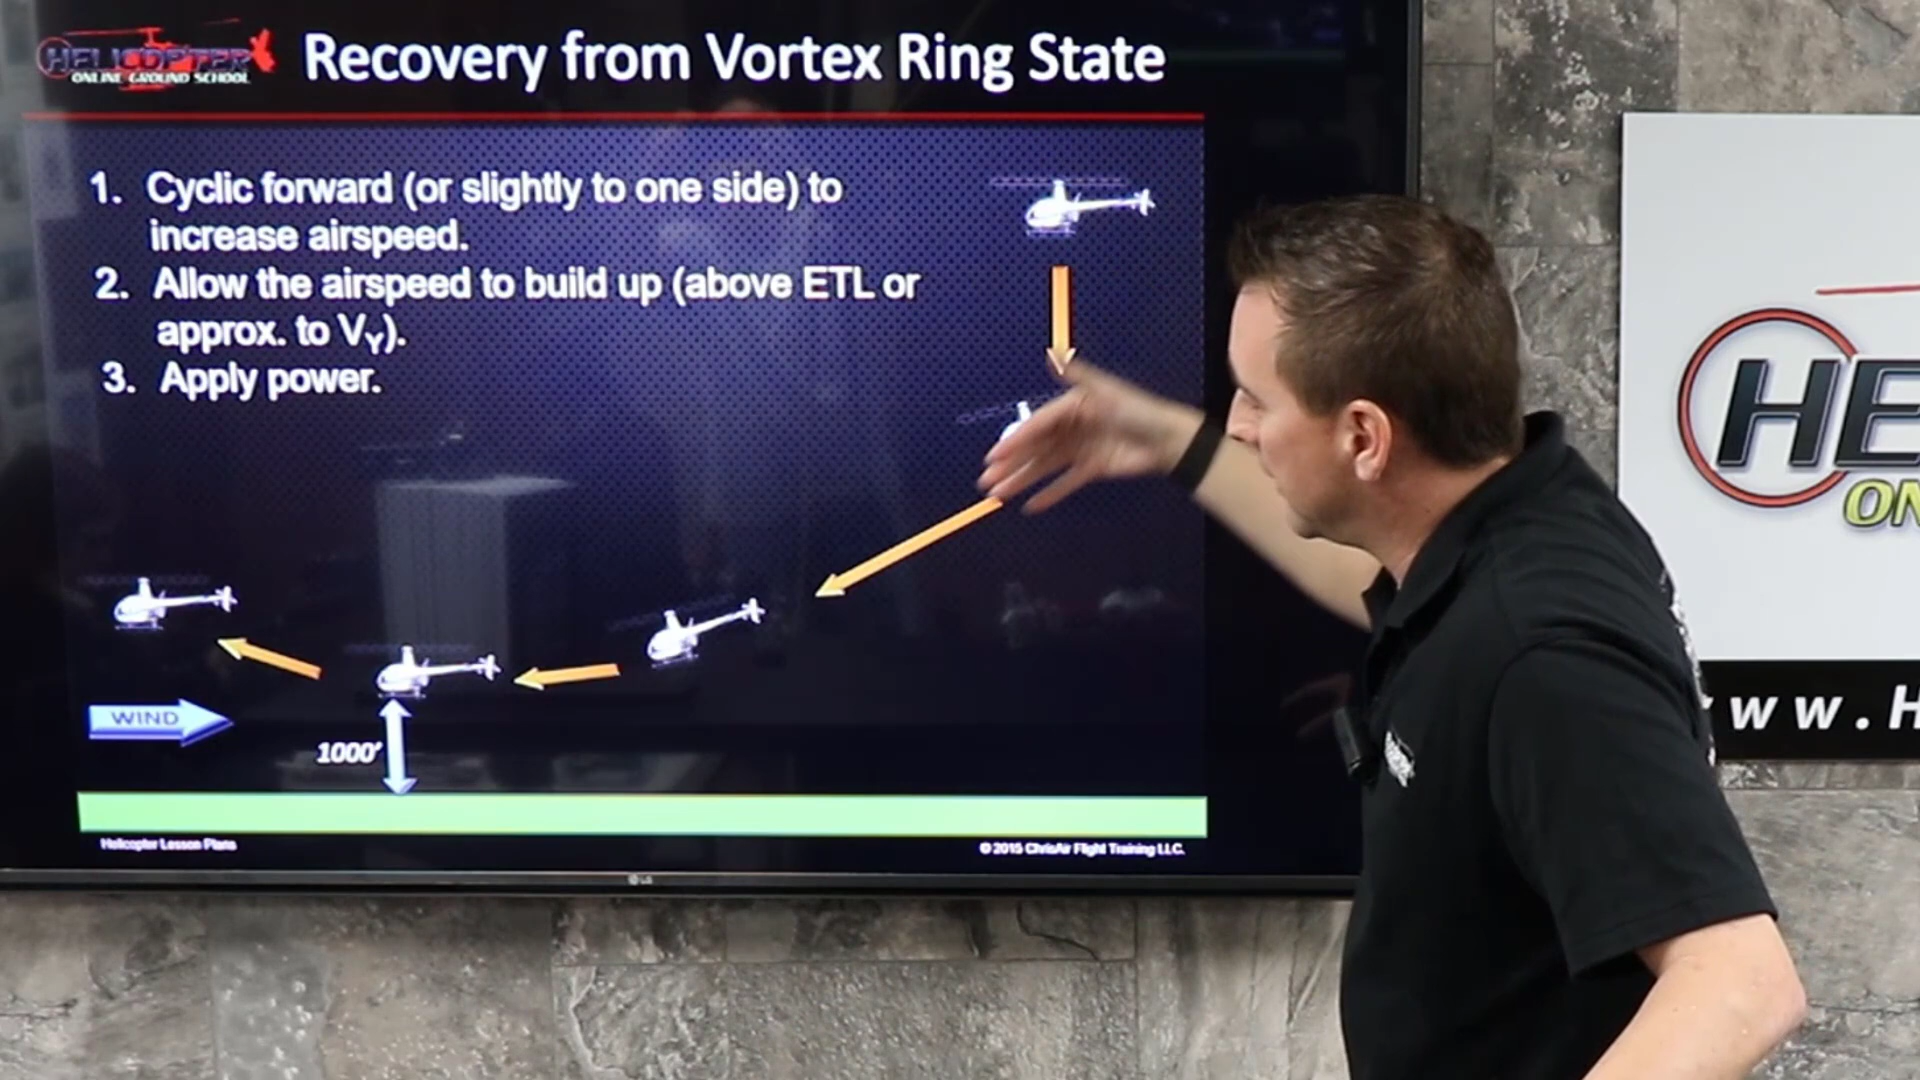 HELICOPTER
ONLINE GROUND SCHOOL
Recovery from Vortex Ring State
1. Cyclic forward (or slightly to one side) to
increase airspeed.
2. Allow the airspeed to build up (above ETL or
approx. to VY).
3. Apply power.
WIND
1000'
Helicopter Lesson Plans
© 2015 ChrisAir Flight Training LLC.
LG
HE
ON
ww.H